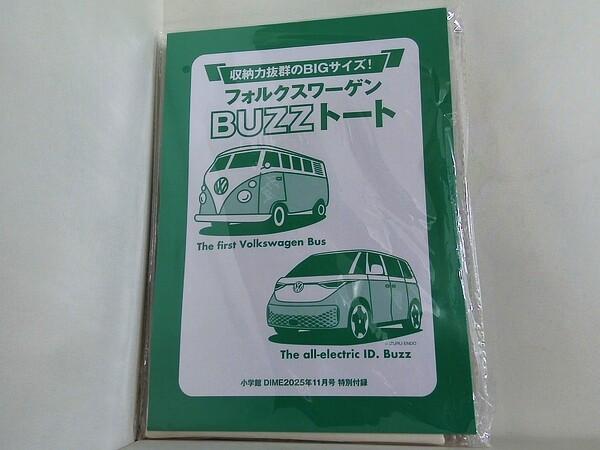 収納力抜群のBIGサイズ!
フォルクスワーゲン
BUZZトート
The first Volkswagen Bus
© IZURU ENDO
The all-electric ID. Buzz
小学館 DIME2025年11月号 特別付録